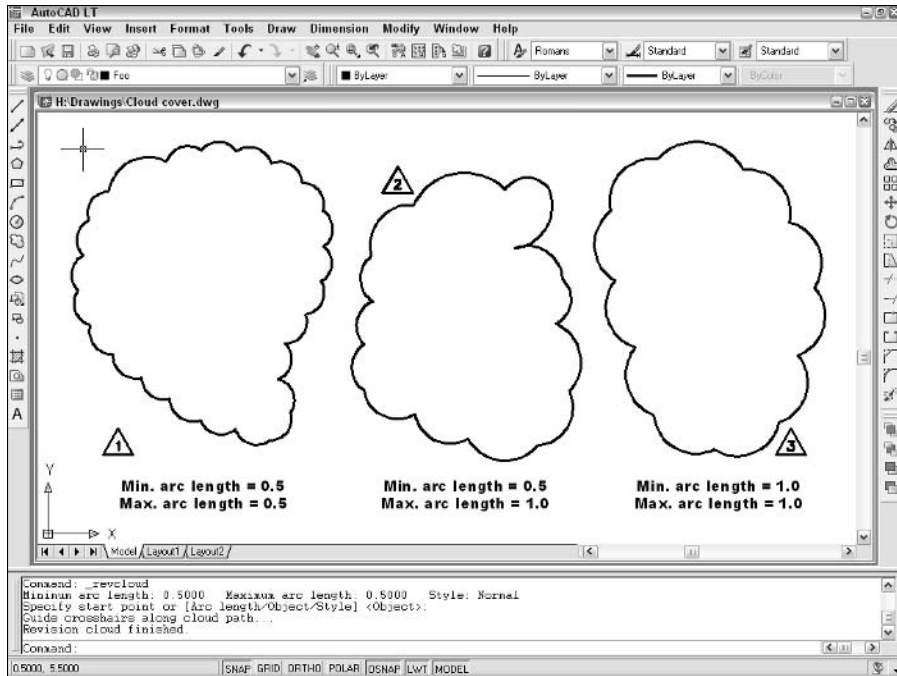 AutoCAD LT
File Edit View Insert Format Tools Draw Dimension Modify Window Help
Romans Standard Standard
Foo ByLayer ByLayer ByLayer ByColor
H:\Drawings\Cloud cover.dwg
2
1
3
Y
X
Min. arc length = 0.5
Max. arc length = 0.5
Min. arc length = 0.5
Max. arc length = 1.0
Min. arc length = 1.0
Max. arc length = 1.0
A
Model Layout1 Layout2
Command: _revcloud
Minimum arc length: 0.5000 Maximum arc length: 0.5000 Style: Normal
Specify start point or [Arc length/Object/Style] <Object>:
Guide crosshairs along cloud path...
Revision cloud finished.
Command:
0.5000, 5.5000 SNAP GRID ORTHO POLAR OSNAP LWT MODEL